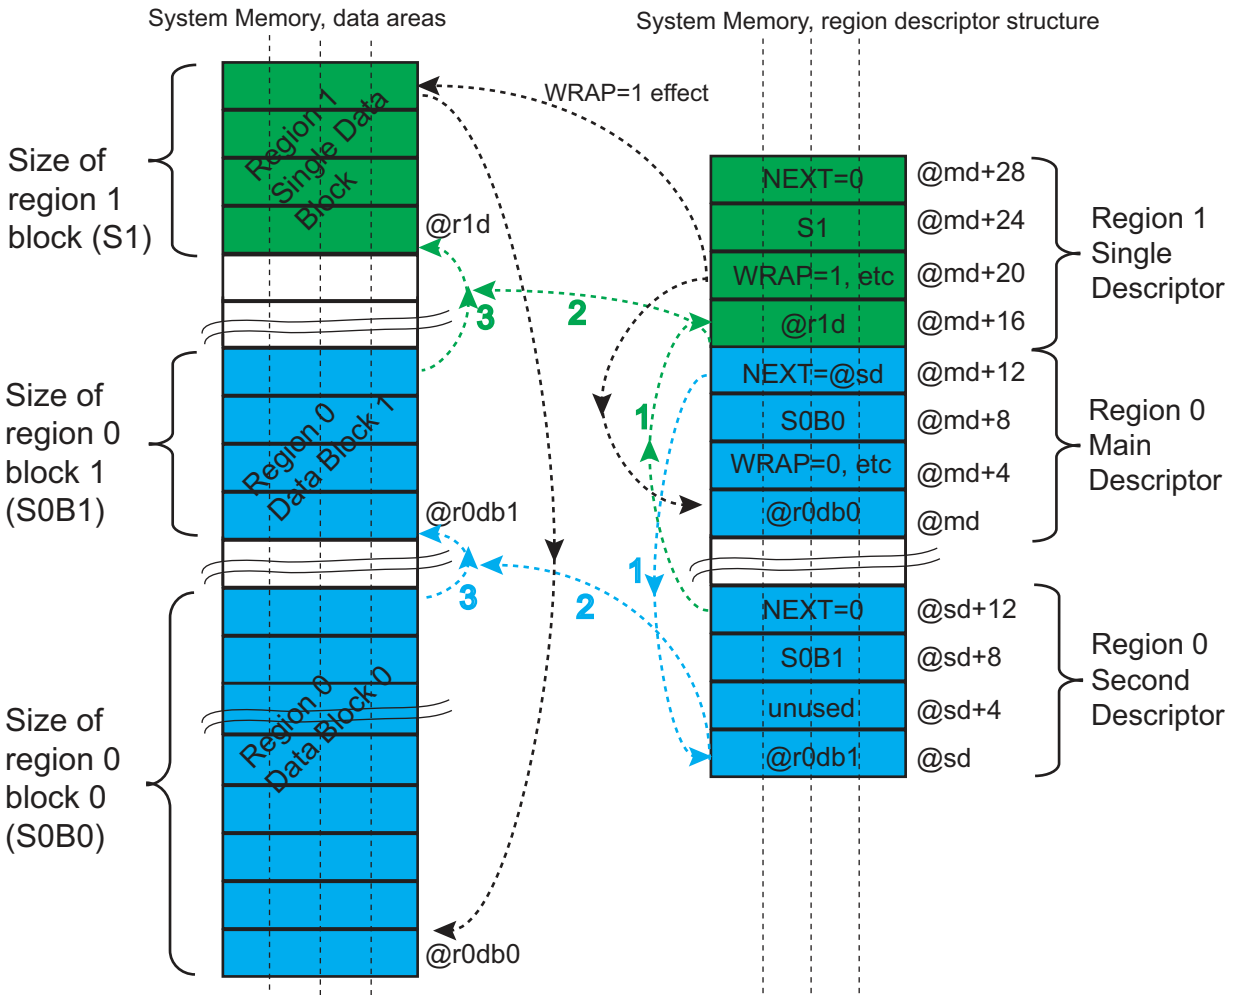 System Memory, data areas
System Memory, region descriptor structure
WRAP=1 effect
Size of
region 1
block (S1)
Region 1
Single Data
Block
@r1d
3
2
Size of
region 0
block 1
(S0B1)
Region 0
Data Block 1
@r0db1
3
2
Size of
region 0
block 0
(S0B0)
Region 0
Data Block 0
@r0db0
1
1
NEXT=0
@md+28
S1
@md+24
WRAP=1, etc
@md+20
@r1d
@md+16
Region 1
Single
Descriptor
NEXT=@sd
@md+12
S0B0
@md+8
WRAP=0, etc
@md+4
@r0db0
@md
Region 0
Main
Descriptor
NEXT=0
@sd+12
S0B1
@sd+8
unused
@sd+4
@r0db1
@sd
Region 0
Second
Descriptor